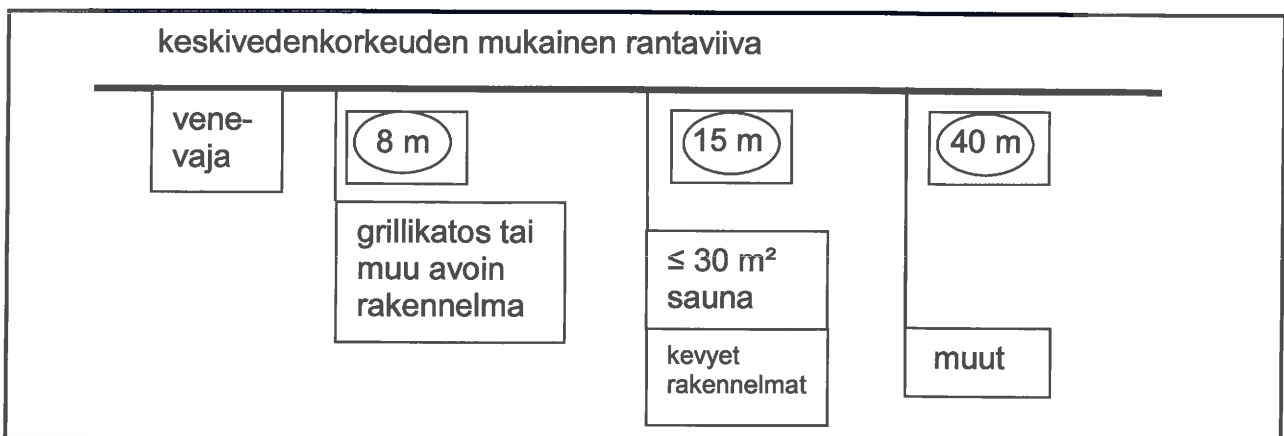 keskivedenkorkeuden mukainen rantaviiva
vene-
vaja
8 m
15 m
40 m
grillikatos tai
muu avoin
rakennelma
≤ 30 m²
sauna
kevyet
rakennelmat
muut